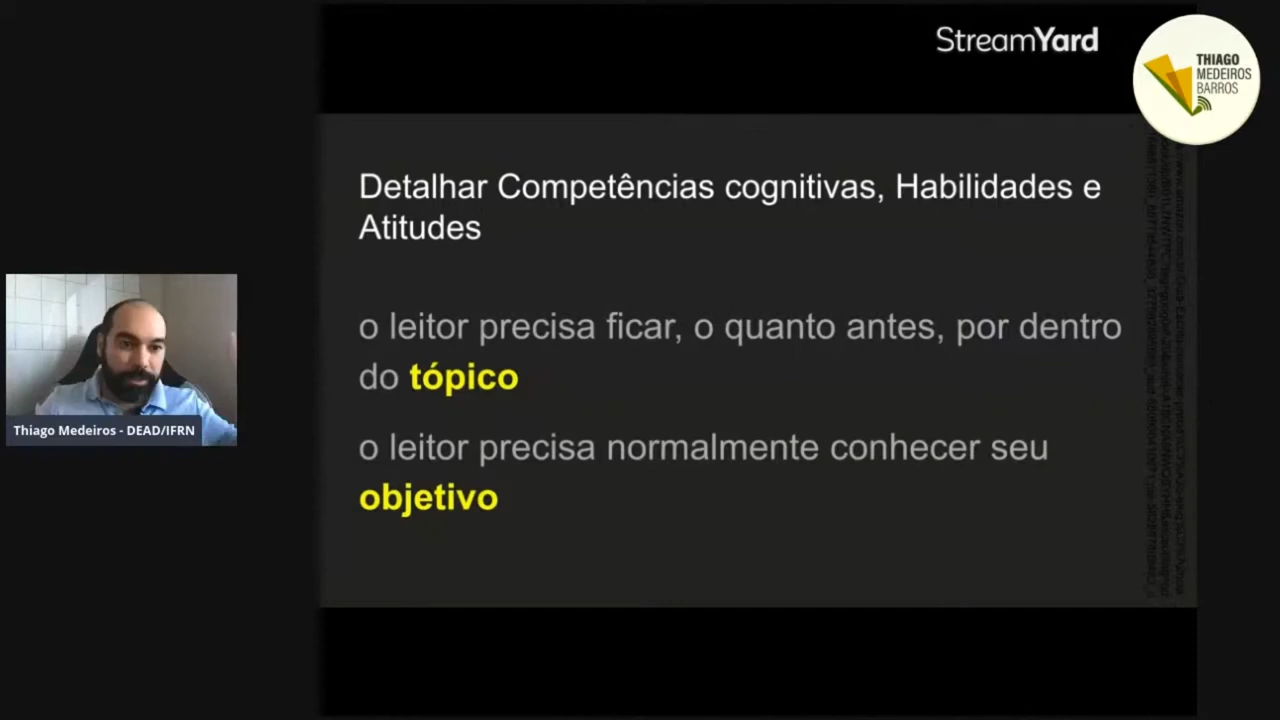 StreamYard
THIAGO
MEDEIROS
BARROS
Detalhar Competências cognitivas, Habilidades e
Atitudes
o leitor precisa ficar, o quanto antes, por dentro
do tópico
o leitor precisa normalmente conhecer seu
objetivo
Thiago Medeiros - DEAD/IFRN